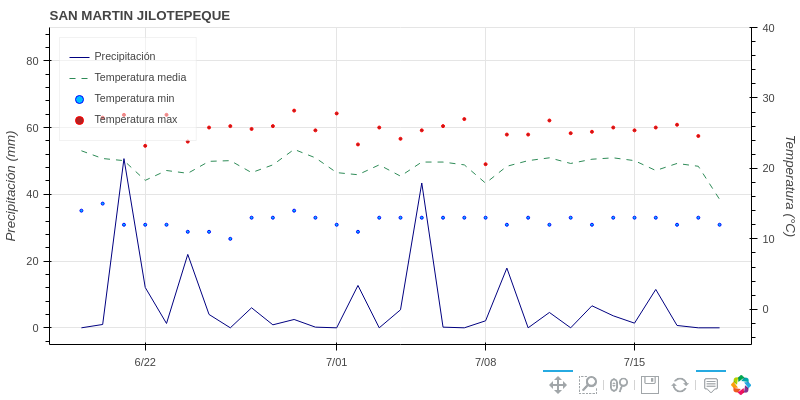 SAN MARTIN JILOTEPEQUE
Precipitación
Temperatura media
Temperatura min
Temperatura max
Precipitación (mm)
80
60
40
20
0
Temperatura (°C)
40
30
20
10
0
6/22
7/01
7/08
7/15